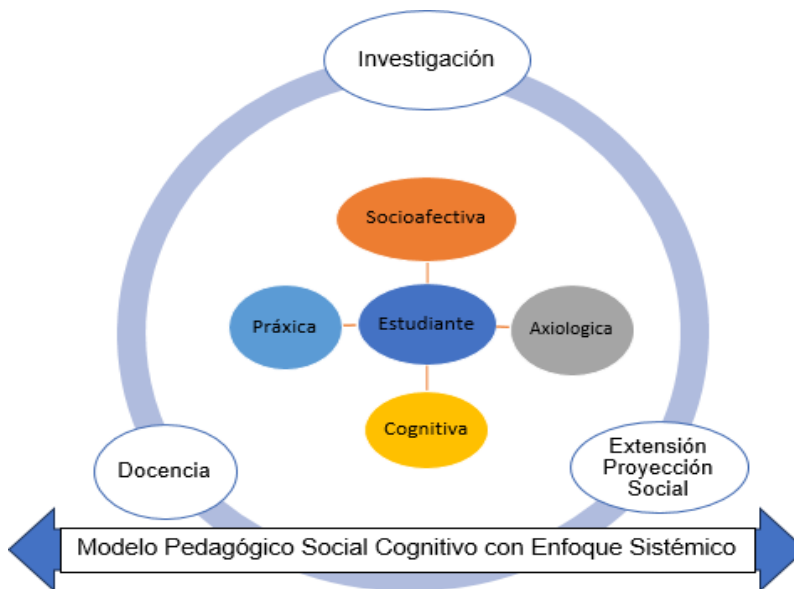 Investigación
Socioafectiva
Práxica
Estudiante
Axiologica
Cognitiva
Docencia
Extensión
Proyección
Social
Modelo Pedagógico Social Cognitivo con Enfoque Sistémico